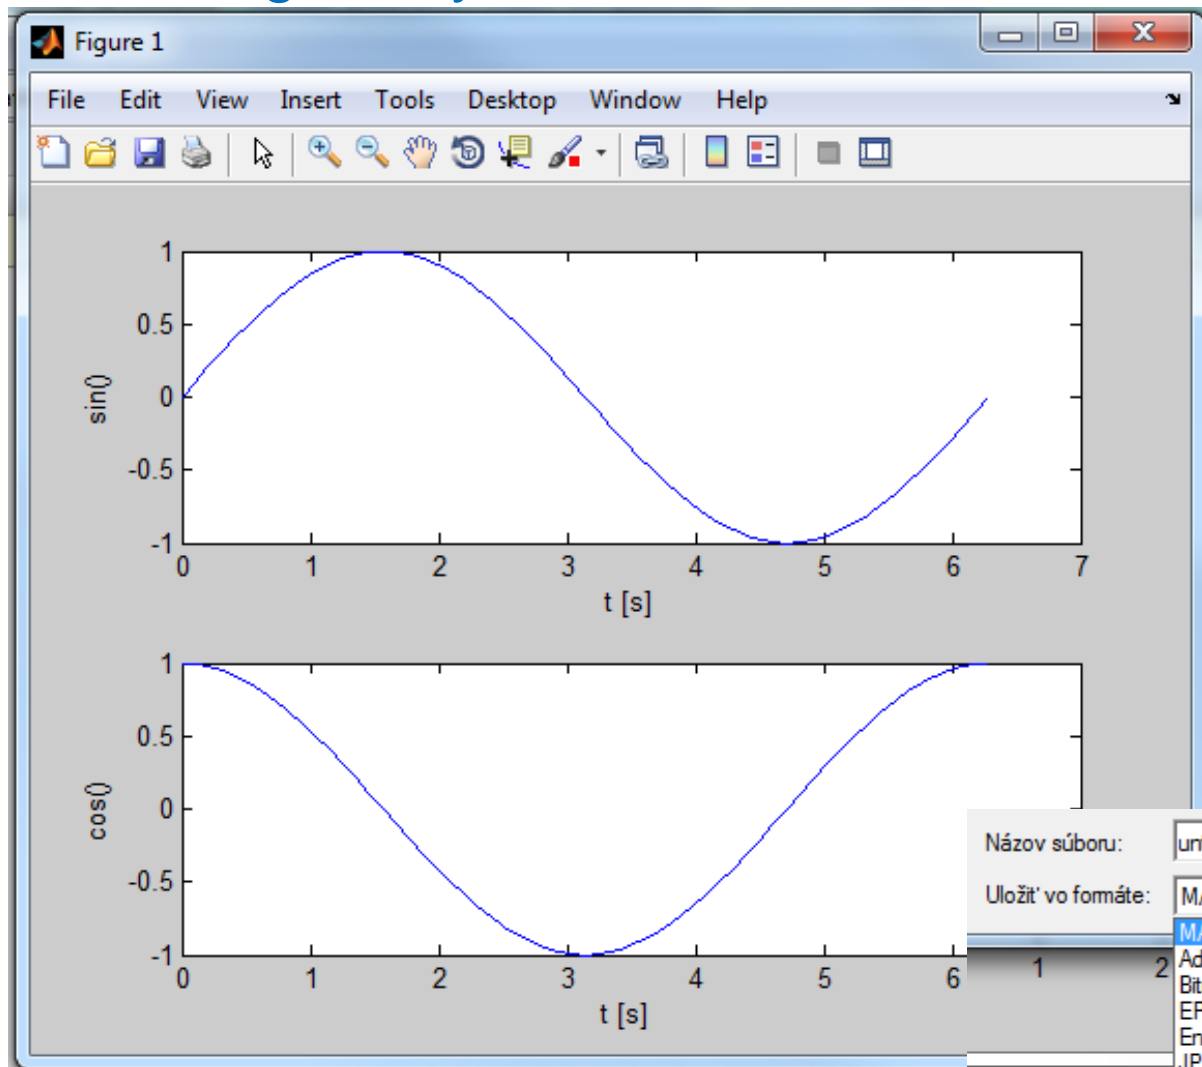 Figure 1
File Edit View Insert Tools Desktop Window Help
1
0.5
0
-0.5
-1
sin()
0 1 2 3 4 5 6 7
t [s]
1
0.5
0
-0.5
-1
cos()
0 1 2 3 4 5 6
t [s]
Názov súboru:
Uložiť vo formáte:
1 2